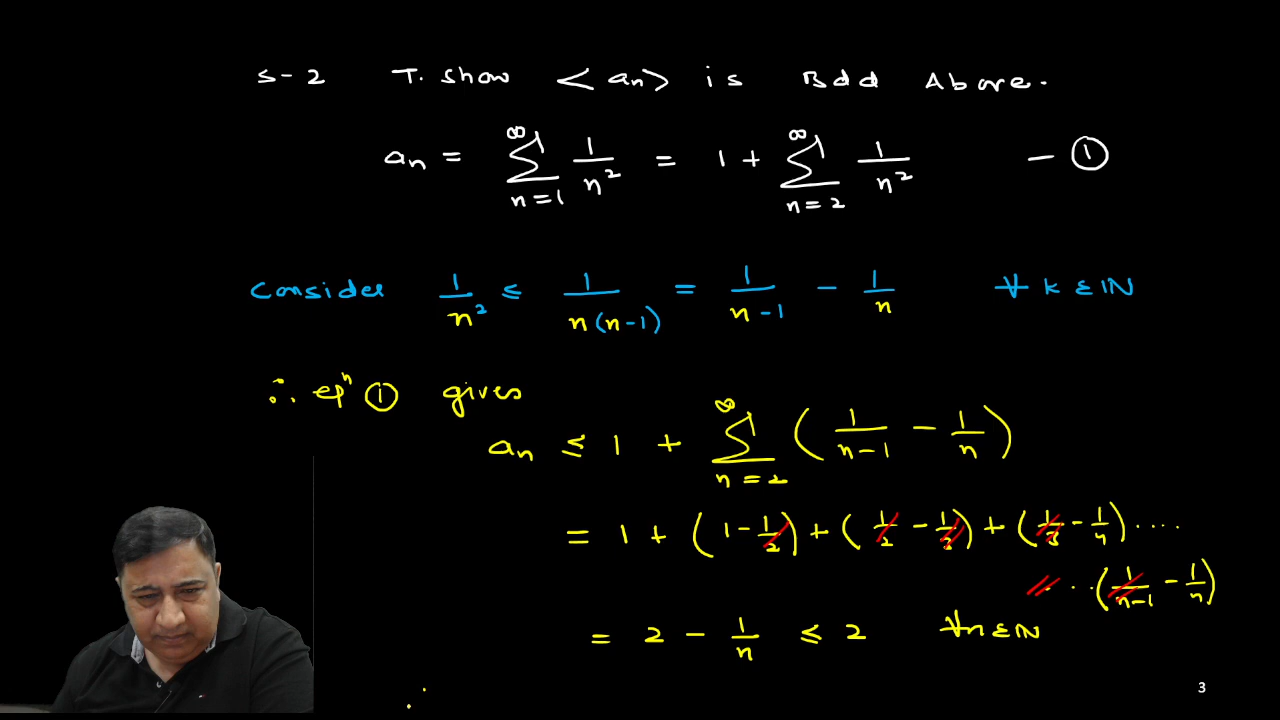 S-2 T. show <an> is Bdd Above.
an = ∞ Σ n=1 1/n² = 1 + ∞ Σ n=2 1/n² — ①
Consider 1/n² ≤ 1/n(n-1) = 1/n-1 - 1/n ∀ K ∈ IN
∴ eqⁿ ① gives
an ≤ 1 + ∞ Σ n=2 (1/n-1 - 1/n)
= 1 + (1 - 1/2) + (1/2 - 1/3) + (1/3 - 1/4) ....
. . . (1/n-1 - 1/n)
= 2 - 1/n ≤ 2 ∀n∈IN
∴
3